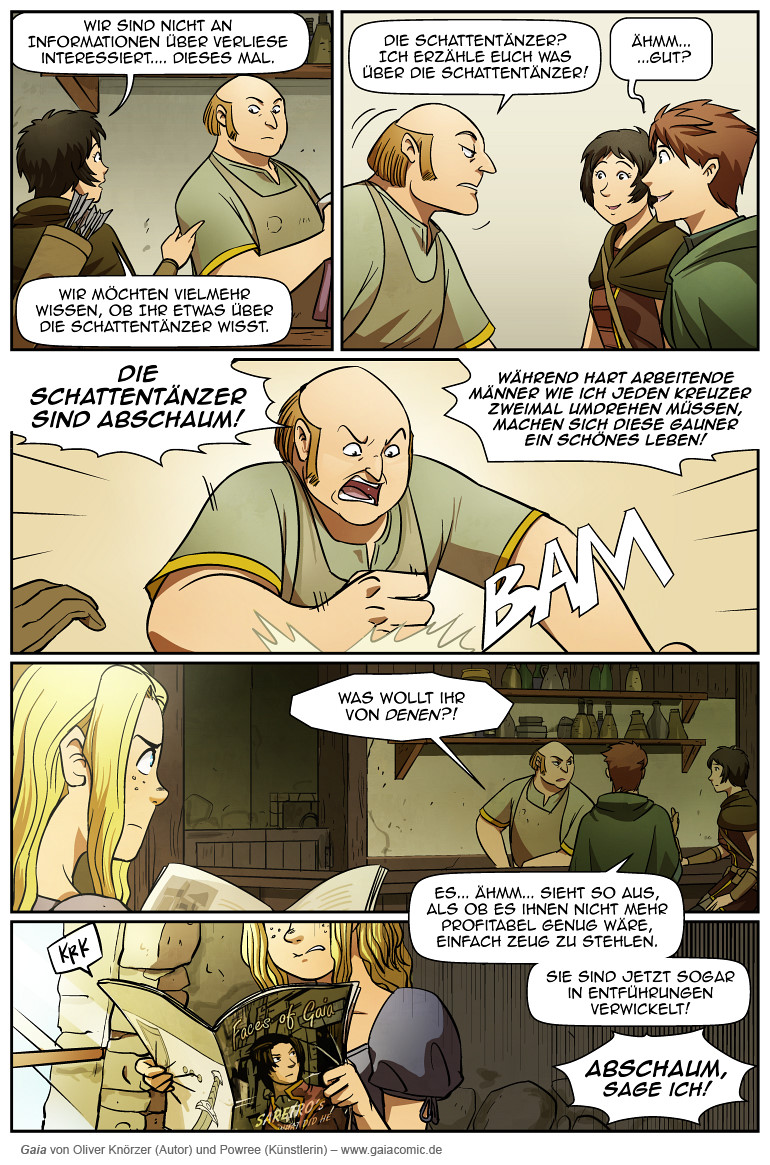 WIR SIND NICHT AN
INFORMATIONEN ÜBER VERLIESE
INTERESSIERT.... DIESES MAL.
WIR MÖCHTEN VIELMEHR
WISSEN, OB IHR ETWAS ÜBER
DIE SCHATTENTÄNZER WISST.
DIE SCHATTENTÄNZER?
ICH ERZÄHLE EUCH WAS
ÜBER DIE SCHATTENTÄNZER!
ÄHMM...
...GUT?
DIE
SCHATTENTÄNZER
SIND ABSCHAUM!
WÄHREND HART ARBEITENDE
MÄNNER WIE ICH JEDEN KREUZER
ZWEIMAL UMDREHEN MÜSSEN,
MACHEN SICH DIESE GAUNER
EIN SCHÖNES LEBEN!
BAM
WAS WOLLT IHR
VON DENEN?!
ES... ÄHMM... SIEHT SO AUS,
ALS OB ES IHNEN NICHT MEHR
PROFITABEL GENUG WÄRE,
EINFACH ZEUG ZU STEHLEN.
KRK
SIE SIND JETZT SOGAR
IN ENTFÜHRUNGEN
VERWICKELT!
ABSCHAUM,
SAGE ICH!
Faces of Gaia
SARETRO'S
WHAT DID HE!
Gaia von Oliver Knörzer (Autor) und Powree (Künstlerin) – www.gaiacomic.de